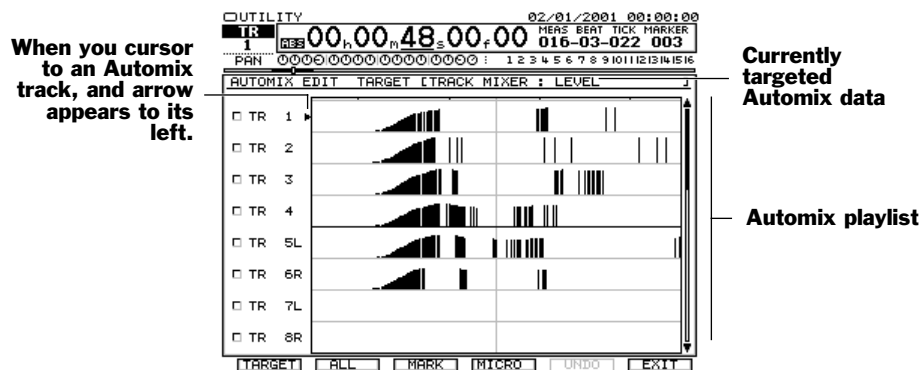 UTILITY 02/01/2001 00:00:00
TR 1 ABS 00h00m48s00f00 MEAS BEAT TICK MARKER
016-03-022 003
PAN 1 2 3 4 5 6 7 8 9 10 11 12 13 14 15 16
AUTOMIX EDIT TARGET [TRACK MIXER : LEVEL ]
TR 1
TR 2
TR 3
TR 4
TR 5L
TR 6R
TR 7L
TR 8R
TARGET ALL MARK MICRO UNDO EXIT
When you cursor
to an Automix
track, and arrow
appears to its
left.
Currently
targeted
Automix data
Automix playlist